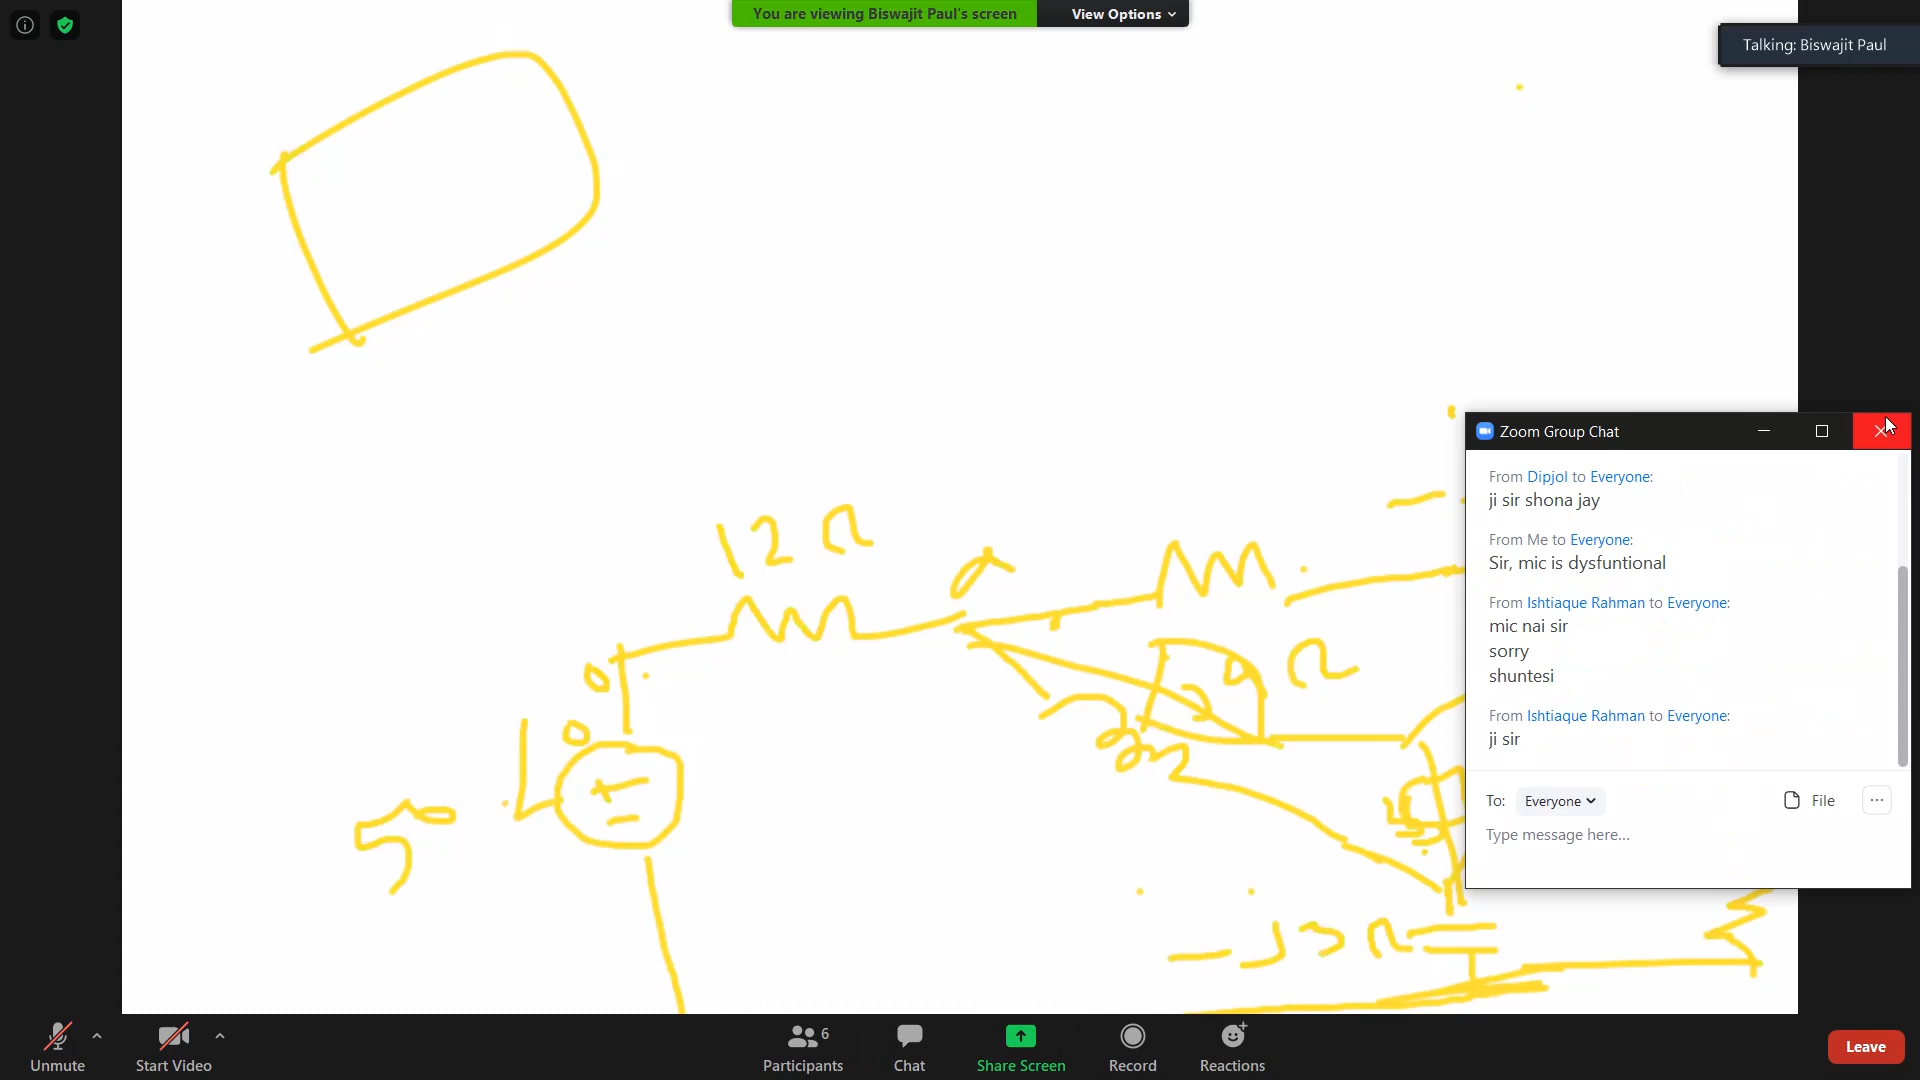 You are viewing Biswajit Paul's screen
View Options
Talking: Biswajit Paul
12 Ω
a
Ω
50
-j3 Ω
Zoom Group Chat
From Dipjol to Everyone:
ji sir shona jay
From Me to Everyone:
Sir, mic is dysfuntional
From Ishtiaque Rahman to Everyone:
mic nai sir
sorry
shuntesi
From Ishtiaque Rahman to Everyone:
ji sir
To: Everyone
File
Type message here...
Unmute
Start Video
6
Participants
Chat
Share Screen
Record
Reactions
Leave